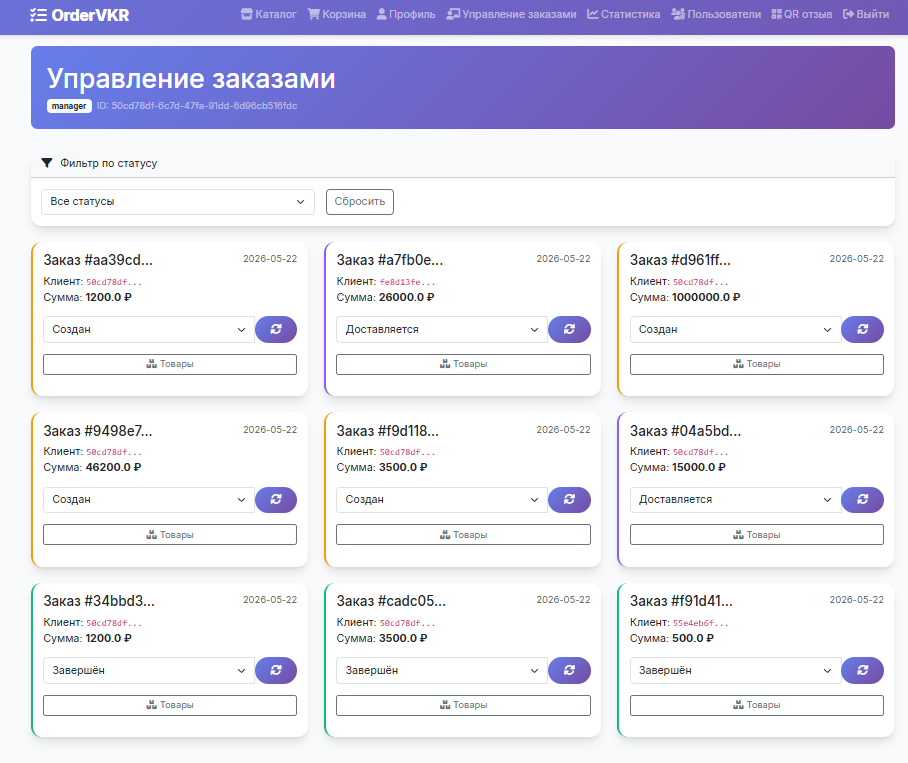 OrderVKR Каталог Корзина Профиль Управление заказами Статистика Пользователи QR отзыв Выйти
Управление заказами
manager ID: 50cd78df-6c7d-47fa-91dd-6d96cb516fdc
Фильтр по статусу
Все статусы Сбросить
Заказ #aa39cd... 2026-05-22
Клиент: 50cd78df...
Сумма: 1200.0 ₽
Создан
Товары
Заказ #a7fb0e... 2026-05-22
Клиент: fe8d13fe...
Сумма: 26000.0 ₽
Доставляется
Товары
Заказ #d961ff... 2026-05-22
Клиент: 50cd78df...
Сумма: 1000000.0 ₽
Создан
Товары
Заказ #9498e7... 2026-05-22
Клиент: 50cd78df...
Сумма: 46200.0 ₽
Создан
Товары
Заказ #f9d118... 2026-05-22
Клиент: 50cd78df...
Сумма: 3500.0 ₽
Создан
Товары
Заказ #04a5bd... 2026-05-22
Клиент: 50cd78df...
Сумма: 15000.0 ₽
Доставляется
Товары
Заказ #34bbd3... 2026-05-22
Клиент: 50cd78df...
Сумма: 1200.0 ₽
Завершён
Товары
Заказ #cadc05... 2026-05-22
Клиент: 50cd78df...
Сумма: 3500.0 ₽
Завершён
Товары
Заказ #f91d41... 2026-05-22
Клиент: 55e4eb6f...
Сумма: 500.0 ₽
Завершён
Товары